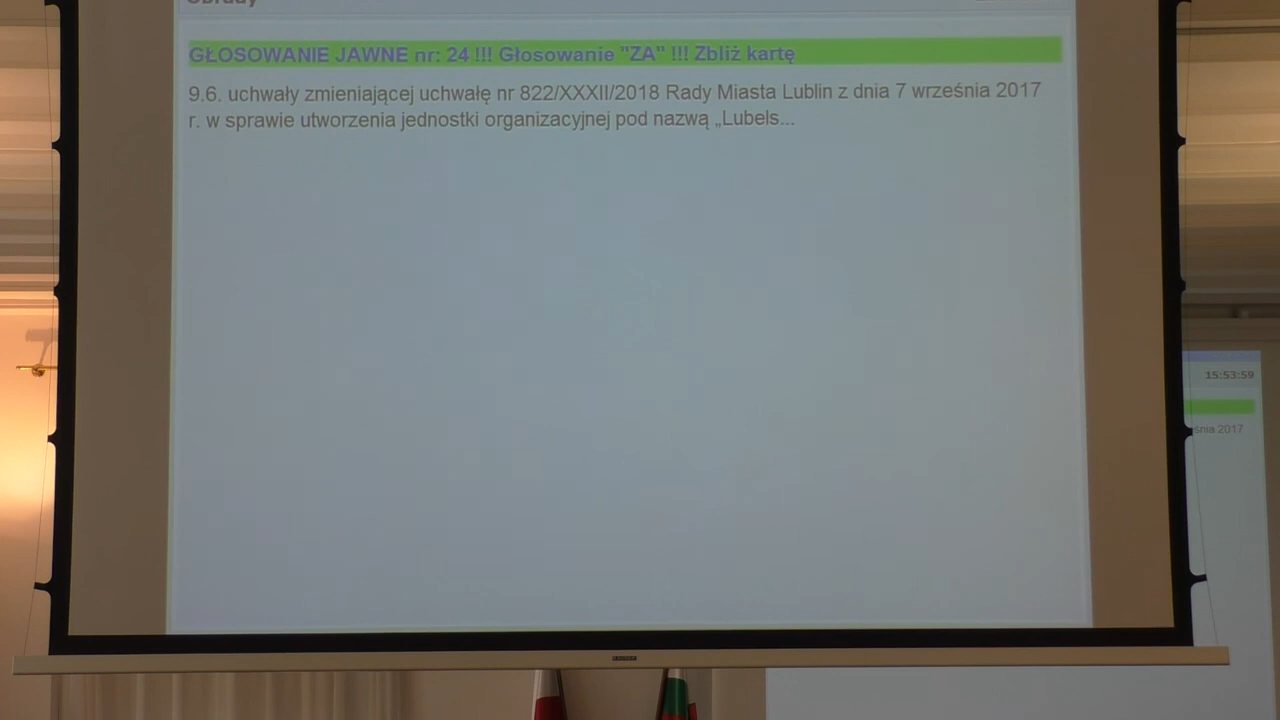 Obrady
GŁOSOWANIE JAWNE nr: 24 !!! Głosowanie "ZA" !!! Zbliż kartę
9.6. uchwały zmieniającej uchwałę nr 822/XXXII/2018 Rady Miasta Lublin z dnia 7 września 2017
r. w sprawie utworzenia jednostki organizacyjnej pod nazwą „Lubels...
15:53:59
śnia 2017